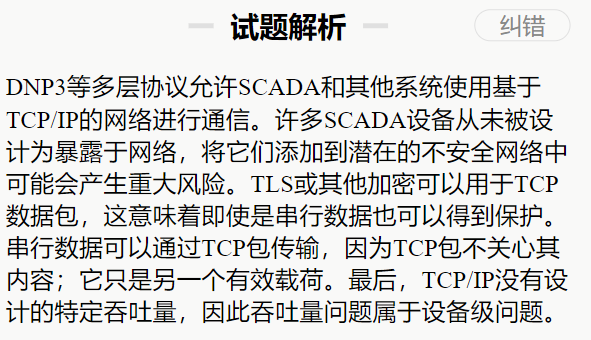 试题解析
纠错
DNP3等多层协议允许SCADA和其他系统使用基于
TCP/IP的网络进行通信。许多SCADA设备从未被设
计为暴露于网络，将它们添加到潜在的不安全网络中
可能会产生重大风险。TLS或其他加密可以用于TCP
数据包，这意味着即使是串行数据也可以得到保护。
串行数据可以通过TCP包传输，因为TCP包不关心其
内容；它只是另一个有效载荷。最后，TCP/IP没有设
计的特定吞吐量，因此吞吐量问题属于设备级问题。